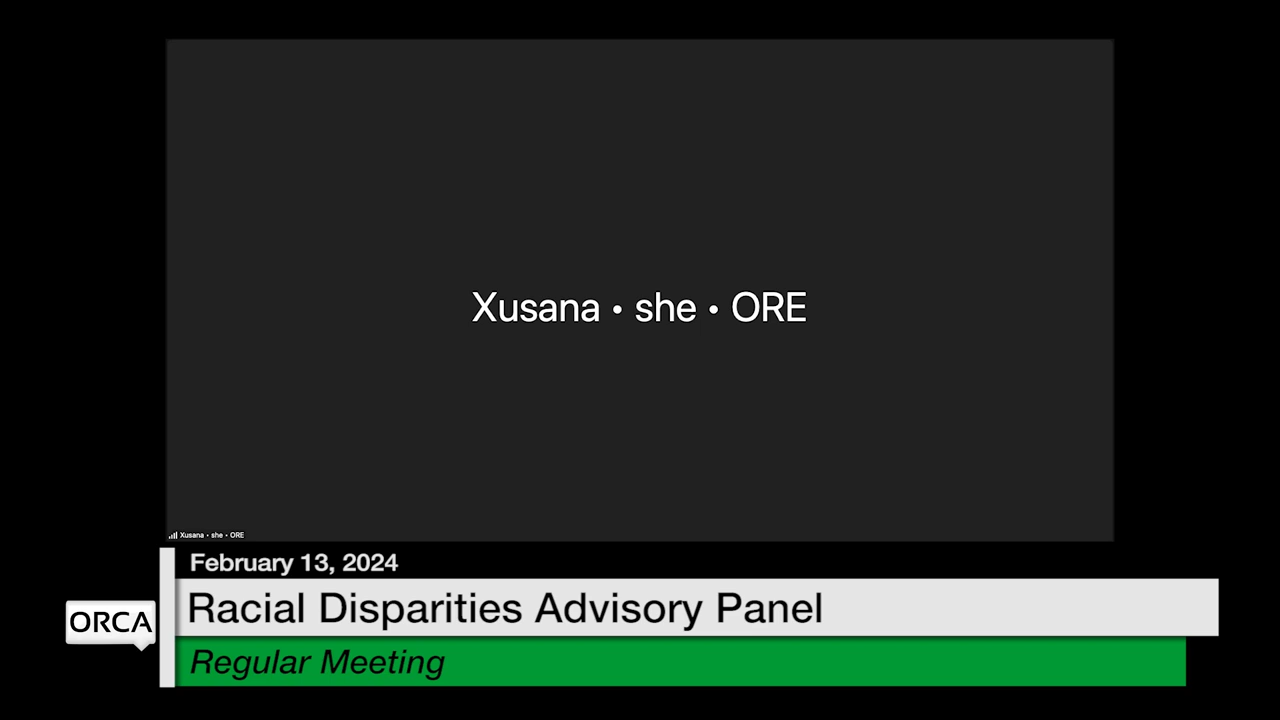 Xusana • she • ORE
Xusana • she • ORE
February 13, 2024
ORCA
Racial Disparities Advisory Panel
Regular Meeting